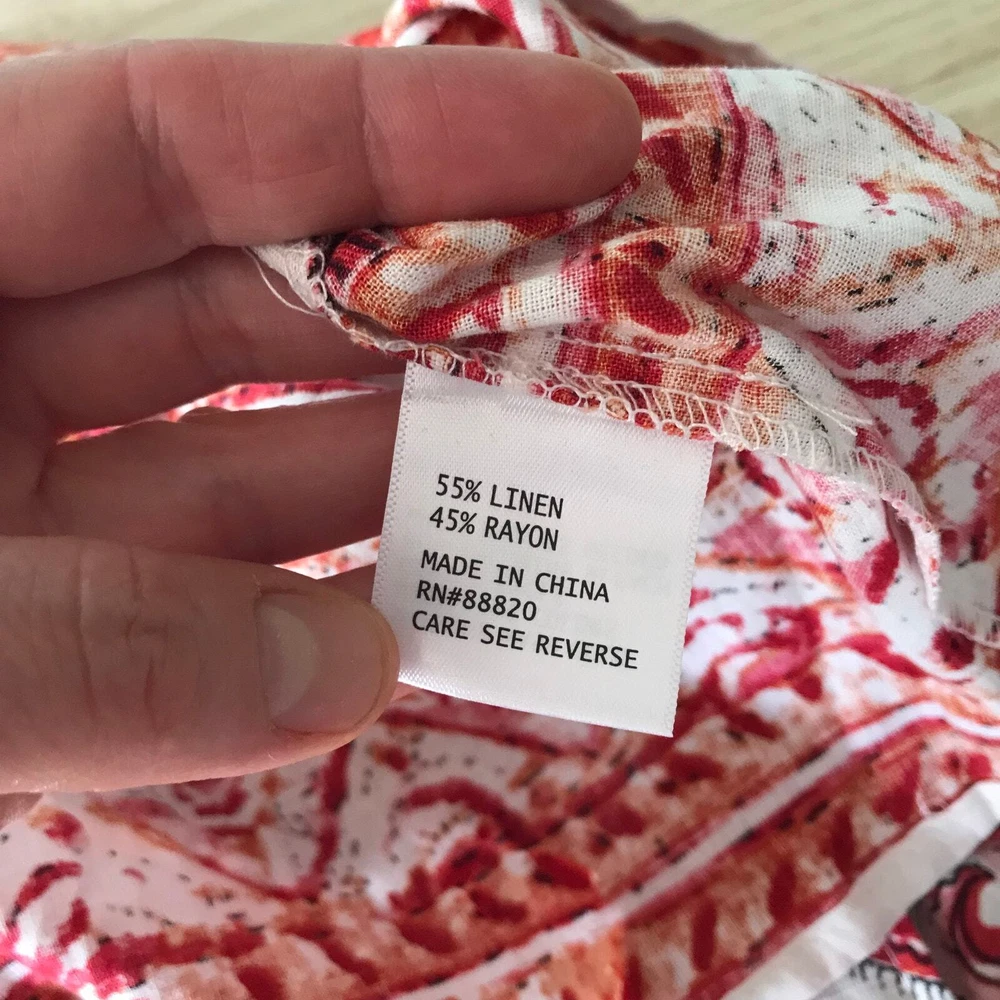 55% LINEN
45% RAYON
MADE IN CHINA
RN#88820
CARE SEE REVERSE